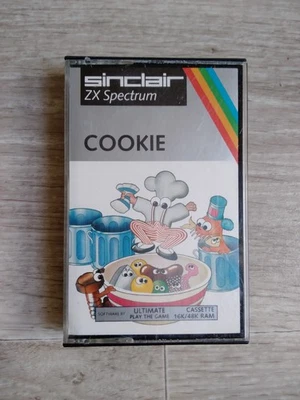 sinclair
ZX Spectrum
COOKIE
SOFTWARE BY ULTIMATE CASSETTE
PLAY THE GAME 16K/48K RAM